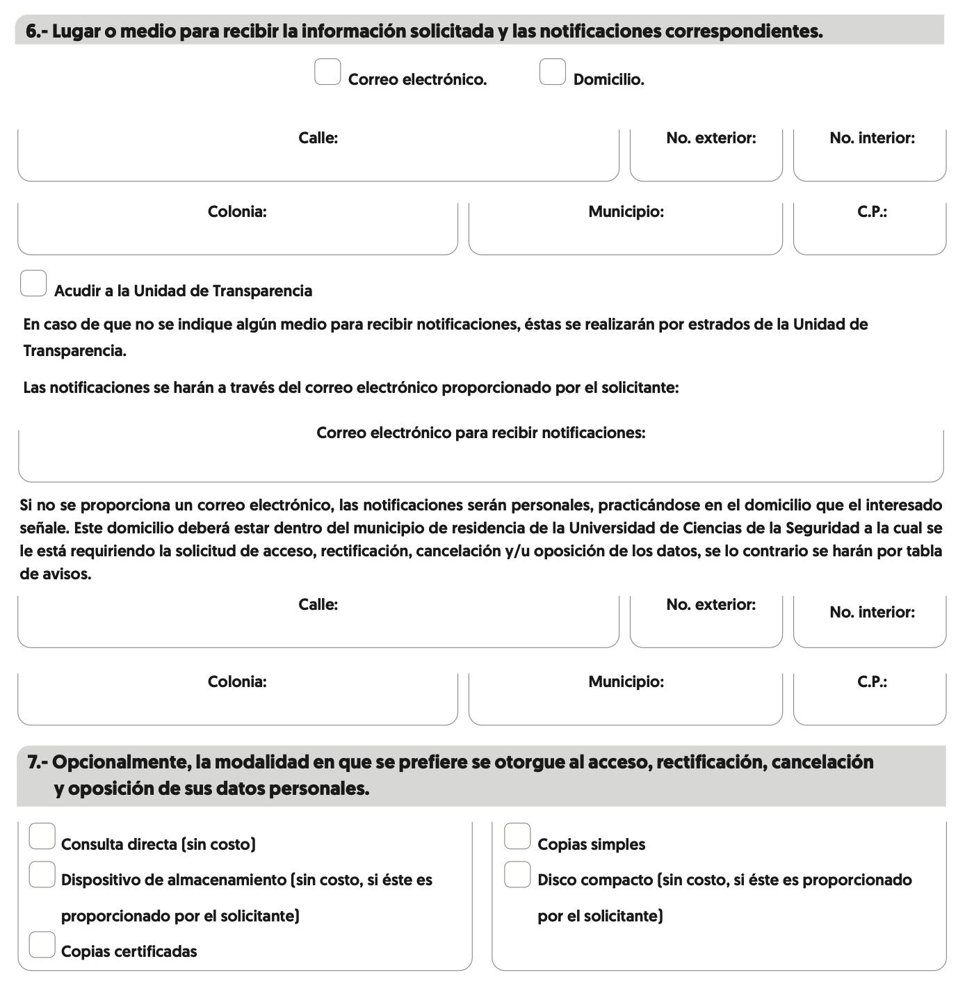 6.- Lugar o medio para recibir la información solicitada y las notificaciones correspondientes.
Correo electrónico. Domicilio.
Calle: No. exterior: No. interior:
Colonia: Municipio: C.P.:
Acudir a la Unidad de Transparencia
En caso de que no se indique algún medio para recibir notificaciones, éstas se realizarán por estrados de la Unidad de
Transparencia.
Las notificaciones se harán a través del correo electrónico proporcionado por el solicitante:
Correo electrónico para recibir notificaciones:
Si no se proporciona un correo electrónico, las notificaciones serán personales, practicándose en el domicilio que el interesado
señale. Este domicilio deberá estar dentro del municipio de residencia de la Universidad de Ciencias de la Seguridad a la cual se
le está requiriendo la solicitud de acceso, rectificación, cancelación y/u oposición de los datos, se lo contrario se harán por tabla
de avisos.
Calle: No. exterior: No. interior:
Colonia: Municipio: C.P.:
7.- Opcionalmente, la modalidad en que se prefiere se otorgue al acceso, rectificación, cancelación
y oposición de sus datos personales.
Consulta directa (sin costo)
Dispositivo de almacenamiento (sin costo, si éste es
proporcionado por el solicitante)
Copias certificadas
Copias simples
Disco compacto (sin costo, si éste es proporcionado
por el solicitante)